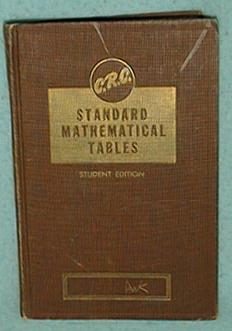 C.R.C.
STANDARD
MATHEMATICAL
TABLES
STUDENT EDITION